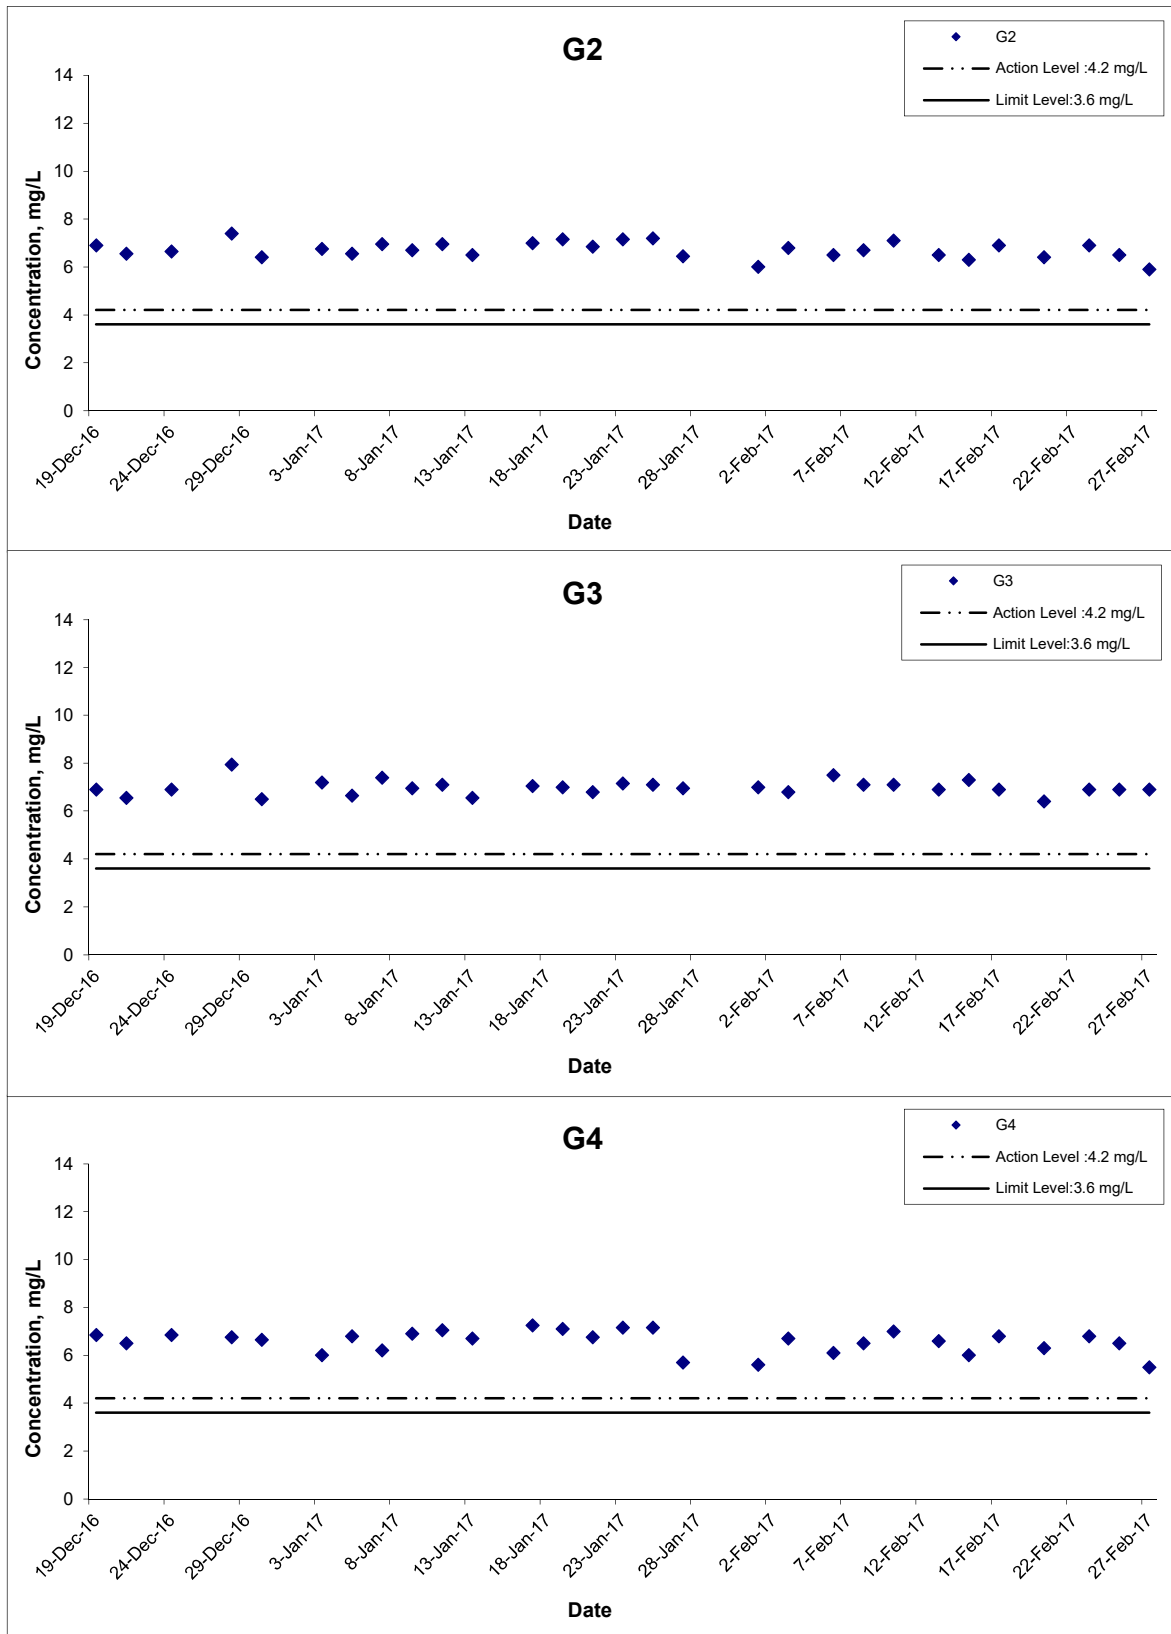 G2
G2
Action Level :4.2 mg/L
Limit Level:3.6 mg/L
Concentration, mg/L
14
12
10
8
6
4
2
0
19-Dec-16
24-Dec-16
29-Dec-16
3-Jan-17
8-Jan-17
13-Jan-17
18-Jan-17
23-Jan-17
28-Jan-17
2-Feb-17
7-Feb-17
12-Feb-17
17-Feb-17
22-Feb-17
27-Feb-17
Date
G3
G3
Action Level :4.2 mg/L
Limit Level:3.6 mg/L
Concentration, mg/L
14
12
10
8
6
4
2
0
19-Dec-16
24-Dec-16
29-Dec-16
3-Jan-17
8-Jan-17
13-Jan-17
18-Jan-17
23-Jan-17
28-Jan-17
2-Feb-17
7-Feb-17
12-Feb-17
17-Feb-17
22-Feb-17
27-Feb-17
Date
G4
G4
Action Level :4.2 mg/L
Limit Level:3.6 mg/L
Concentration, mg/L
14
12
10
8
6
4
2
0
19-Dec-16
24-Dec-16
29-Dec-16
3-Jan-17
8-Jan-17
13-Jan-17
18-Jan-17
23-Jan-17
28-Jan-17
2-Feb-17
7-Feb-17
12-Feb-17
17-Feb-17
22-Feb-17
27-Feb-17
Date